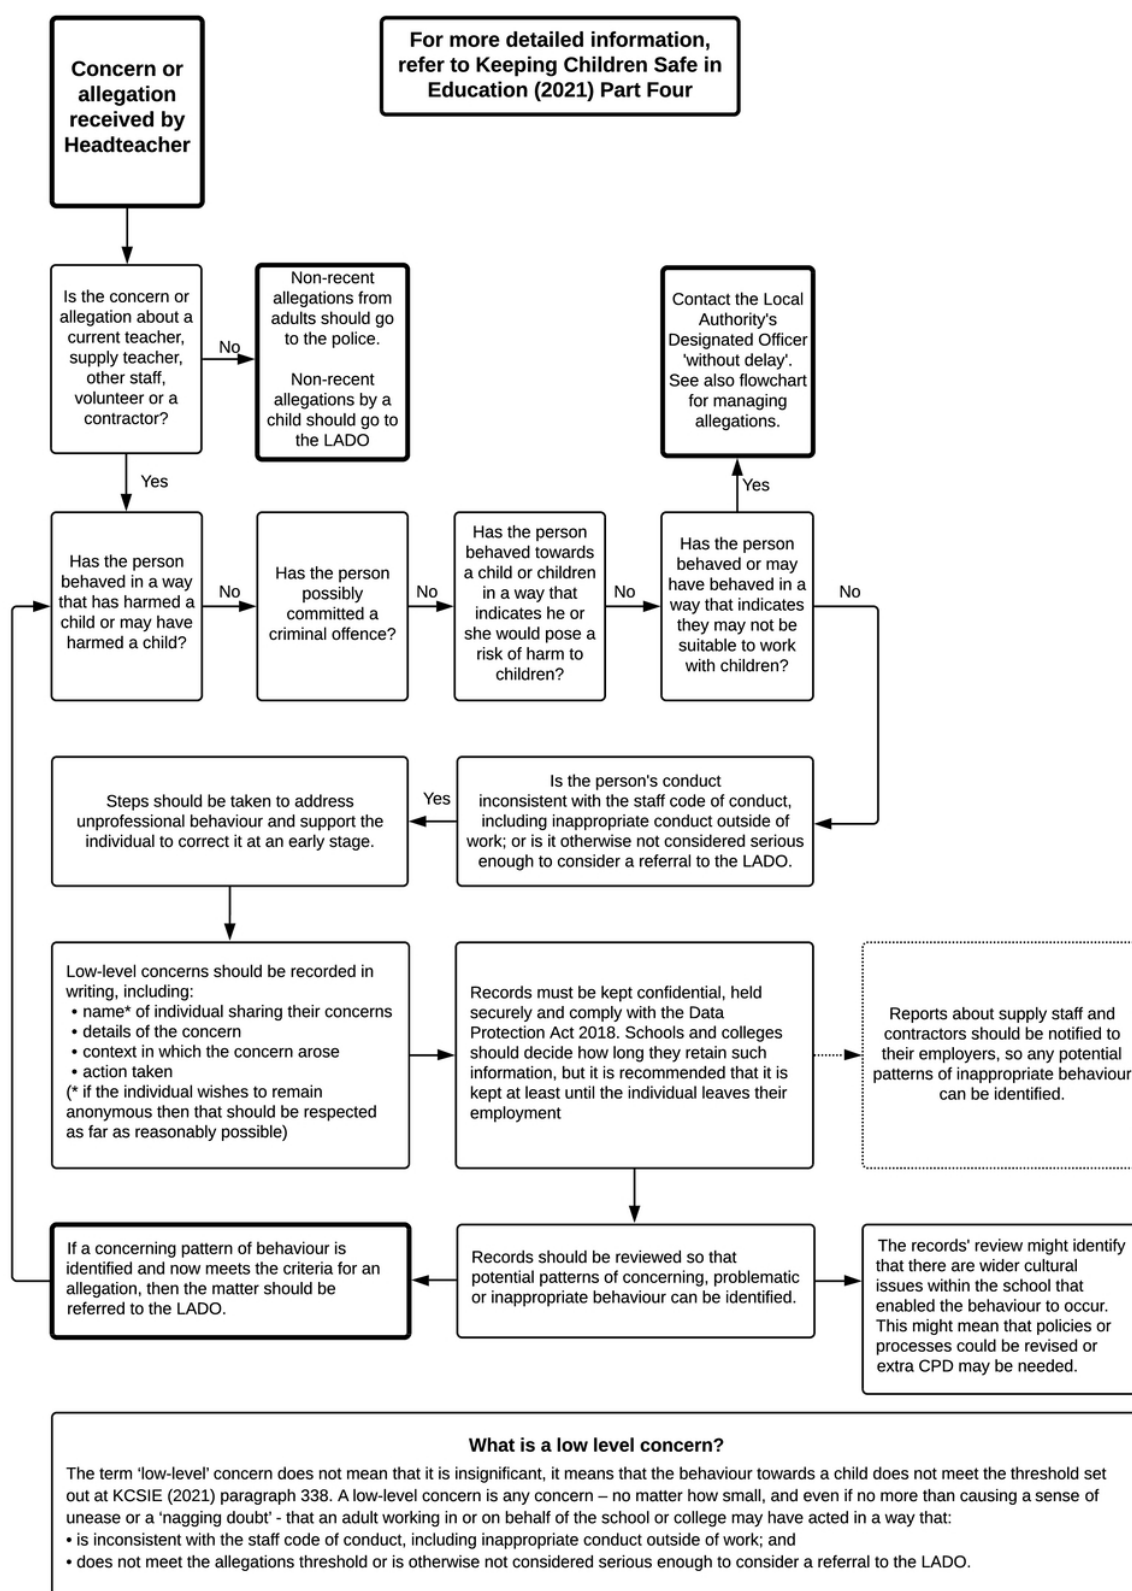 Concern or
allegation
received by
Headteacher
For more detailed information,
refer to Keeping Children Safe in
Education (2021) Part Four
Is the concern or
allegation about a
current teacher,
supply teacher,
other staff,
volunteer or a
contractor?
No
Non-recent
allegations from
adults should go
to the police.
Non-recent
allegations by a
child should go to
the LADO
Contact the Local
Authority's
Designated Officer
'without delay'.
See also flowchart
for managing
allegations.
Yes
Yes
Has the person
behaved in a way
that has harmed a
child or may have
harmed a child?
No
Has the person
possibly
committed a
criminal offence?
No
Has the person
behaved towards
a child or children
in a way that
indicates he or
she would pose a
risk of harm to
children?
No
Has the person
behaved or may
have behaved in a
way that indicates
they may not be
suitable to work
with children?
No
Steps should be taken to address
unprofessional behaviour and support the
individual to correct it at an early stage.
Yes
Is the person's conduct
inconsistent with the staff code of conduct,
including inappropriate conduct outside of
work; or is it otherwise not considered serious
enough to consider a referral to the LADO.
Low-level concerns should be recorded in
writing, including:
• name* of individual sharing their concerns
• details of the concern
• context in which the concern arose
• action taken
(* if the individual wishes to remain
anonymous then that should be respected
as far as reasonably possible)
Records must be kept confidential, held
securely and comply with the Data
Protection Act 2018. Schools and colleges
should decide how long they retain such
information, but it is recommended that it is
kept at least until the individual leaves their
employment
Reports about supply staff and
contractors should be notified to
their employers, so any potential
patterns of inappropriate behaviour
can be identified.
If a concerning pattern of behaviour is
identified and now meets the criteria for an
allegation, then the matter should be
referred to the LADO.
Records should be reviewed so that
potential patterns of concerning, problematic
or inappropriate behaviour can be identified.
The records' review might identify
that there are wider cultural
issues within the school that
enabled the behaviour to occur.
This might mean that policies or
processes could be revised or
extra CPD may be needed.
What is a low level concern?
The term ‘low-level’ concern does not mean that it is insignificant, it means that the behaviour towards a child does not meet the threshold set
out at KCSIE (2021) paragraph 338. A low-level concern is any concern – no matter how small, and even if no more than causing a sense of
unease or a ‘nagging doubt’ - that an adult working in or on behalf of the school or college may have acted in a way that:
• is inconsistent with the staff code of conduct, including inappropriate conduct outside of work; and
• does not meet the allegations threshold or is otherwise not considered serious enough to consider a referral to the LADO.